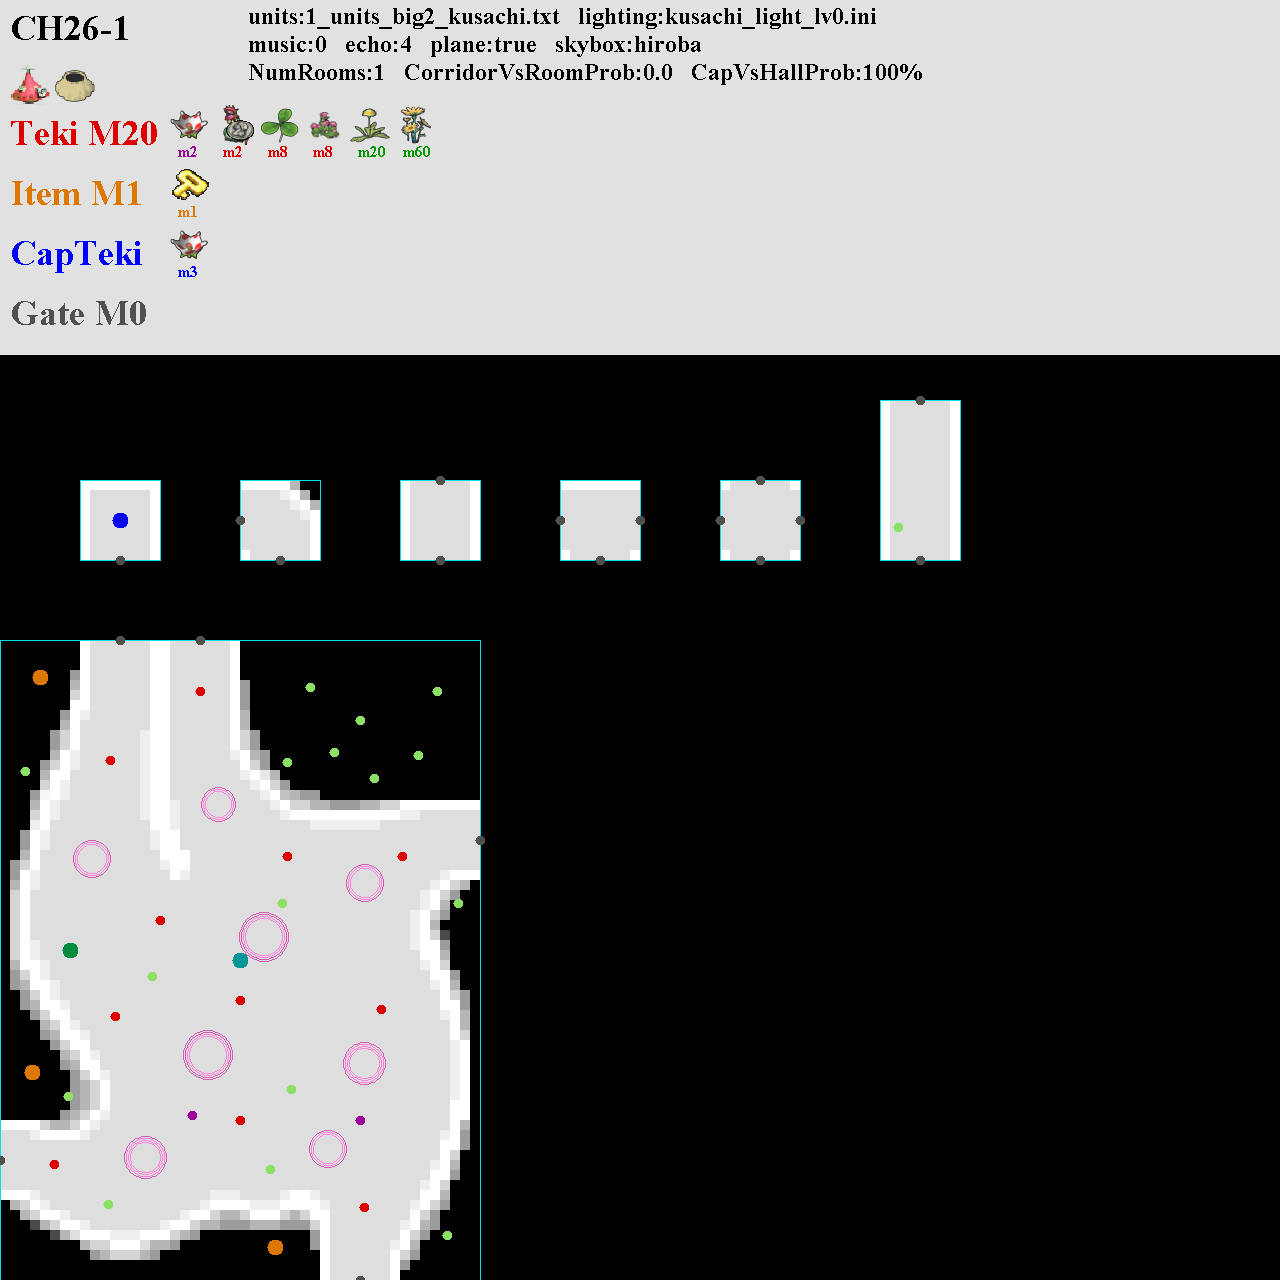 CH26-1
units:1_units_big2_kusachi.txt lighting:kusachi_light_lv0.ini
music:0 echo:4 plane:true skybox:hiroba
NumRooms:1 CorridorVsRoomProb:0.0 CapVsHallProb:100%
Teki M20
m2 m2 m8 m8 m20 m60
Item M1
m1
CapTeki
m3
Gate M0